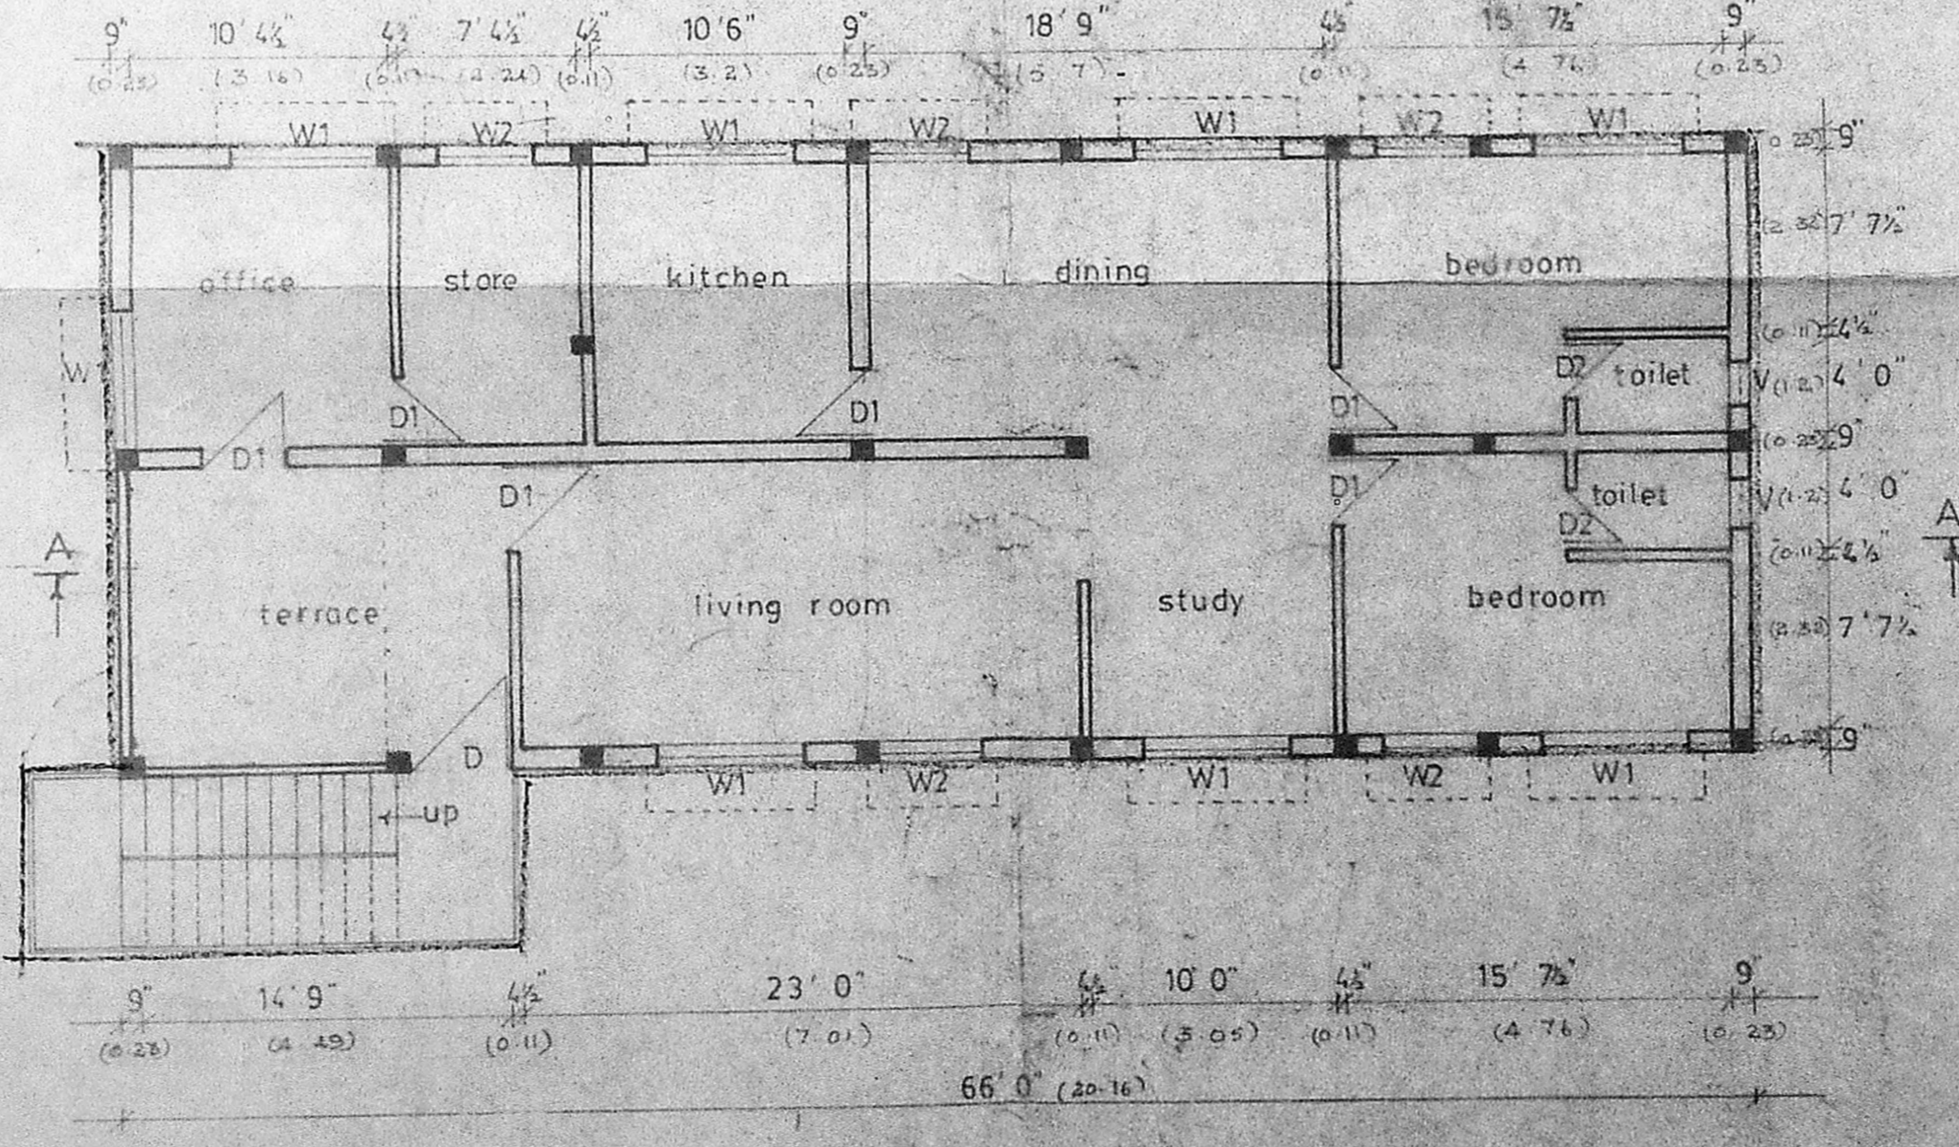 9" 10' 4½" 4½" 7' 4½" 4½" 10'6" 9" 18' 9" 4½" 15' 7½" 9"
(0.23) (3.16) (0.11) (2.24) (0.11) (3.2) (0.23) (5.7) (0.11) (4.76) (0.23)
W1 W2 W1 W2 W1 W2 W1
(0.23) 9"
(2.32) 7' 7½"
office store kitchen dining bedroom
(0.11) 4½"
W1 D2 toilet V (1.2) 4' 0"
D1 D1 D1
D1 (0.23) 9"
D1 D1 toilet V (1.2) 4' 0"
D2
A (0.11) 4½" A
terrace living room study bedroom (2.32) 7' 7½"
D 9"
W1 W2 W1 W2 W1
up
9" 14' 9" 4½" 23' 0" 4½" 10' 0" 4½" 15' 7½" 9"
(0.23) (4.49) (0.11) (7.01) (0.11) (3.05) (0.11) (4.76) (0.23)
66' 0" (20.16)